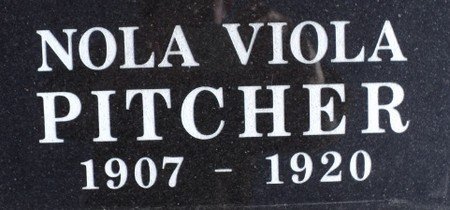 NOLA VIOLA
PITCHER
1907 - 1920